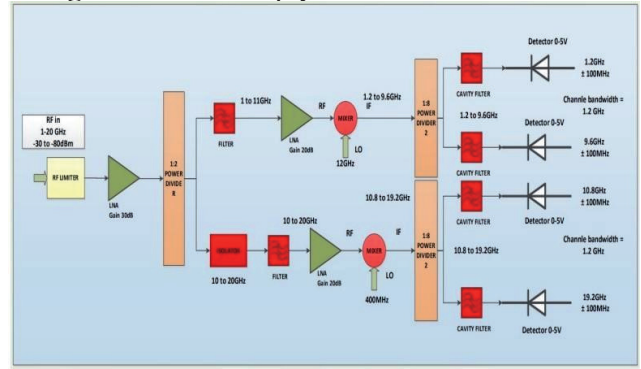 RF in
1-20 GHz
-30 to -80dBm
RF LIMITER
LNA
Gain 30dB
1:2
POWER
DIVIDE
R
1 to 11GHz
FILTER
LNA
Gain 20dB
RF
MIXER
IF
LO
12GHz
1.2 to 9.6GHz
1:8
POWER
DIVIDER
2
CAVITY FILTER
1.2 to 9.6GHz
CAVITY FILTER
Detector 0-5V
1.2GHz
± 100MHz
Channle bandwidth =
1.2 GHz
Detector 0-5V
9.6GHz
± 100MHz
ISOLATOR
10 to 20GHz
10 to 20GHz
FILTER
LNA
Gain 20dB
RF
MIXER
IF
LO
400MHz
10.8 to 19.2GHz
1:8
POWER
DIVIDER
2
CAVITY FILTER
10.8 to 19.2GHz
CAVITY FILTER
10.8GHz
± 100MHz
Detector 0-5V
Channle bandwidth =
1.2 GHz
19.2GHz
± 100MHz
Detector 0-5V